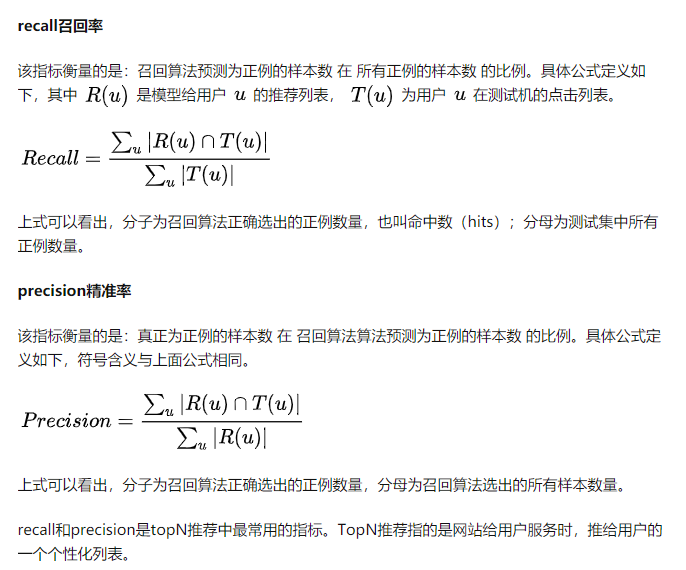 recall召回率
该指标衡量的是：召回算法预测为正例的样本数 在 所有正例的样本数 的比例。具体公式定义如
下，其中 R(u) 是模型给用户 u 的推荐列表， T(u) 为用户 u 在测试机的点击列表。
Recall = \frac{\sum_u |R(u) ∩ T(u)|}{\sum_u |T(u)|}
上式可以看出，分子为召回算法正确选出的正例数量，也叫命中数（hits）；分母为测试集中所有
正例数量。
precision精准率
该指标衡量的是：真正为正例的样本数 在 召回算法算法预测为正例的样本数 的比例。具体公式定
义如下，符号含义与上面公式相同。
Precision = \frac{\sum_u |R(u) ∩ T(u)|}{\sum_u |R(u)|}
上式可以看出，分子为召回算法正确选出的正例数量，分母为召回算法选出的所有样本数量。
recall和precision是topN推荐中最常用的指标。TopN推荐指的是网站给用户服务时，推给用户的
一个个性化列表。